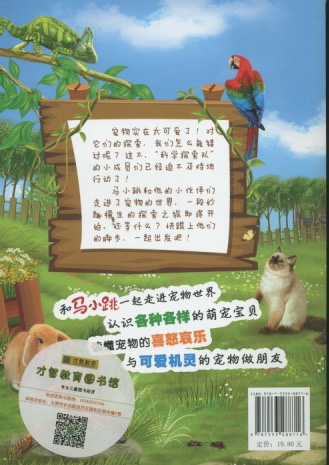 宠物实在太可爱了！对
它们的探索，我们怎么能错
过呢？这不，“科学探索队”
的小成员们已经迫不及待地
行动了！
马小跳和他的小伙伴们
走进了宠物的世界，一段妙
趣横生的探索之旅即将开
始，还等什么？快跟上他们
的脚步，一起出发吧！
和马小跳一起走进宠物世界
认识各种各样的萌宠宝贝
懂宠物的喜怒哀乐
与可爱机灵的宠物做朋友
才智教育图书馆
定价：19.80 元